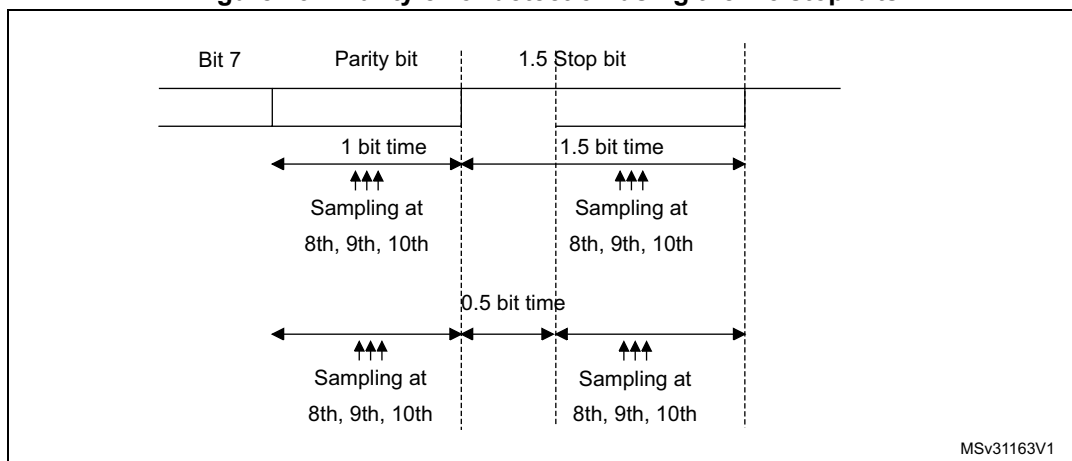 Bit 7 Parity bit 1.5 Stop bit
1 bit time 1.5 bit time
Sampling at Sampling at
8th, 9th, 10th 8th, 9th, 10th
0.5 bit time
Sampling at Sampling at
8th, 9th, 10th 8th, 9th, 10th
MSv31163V1